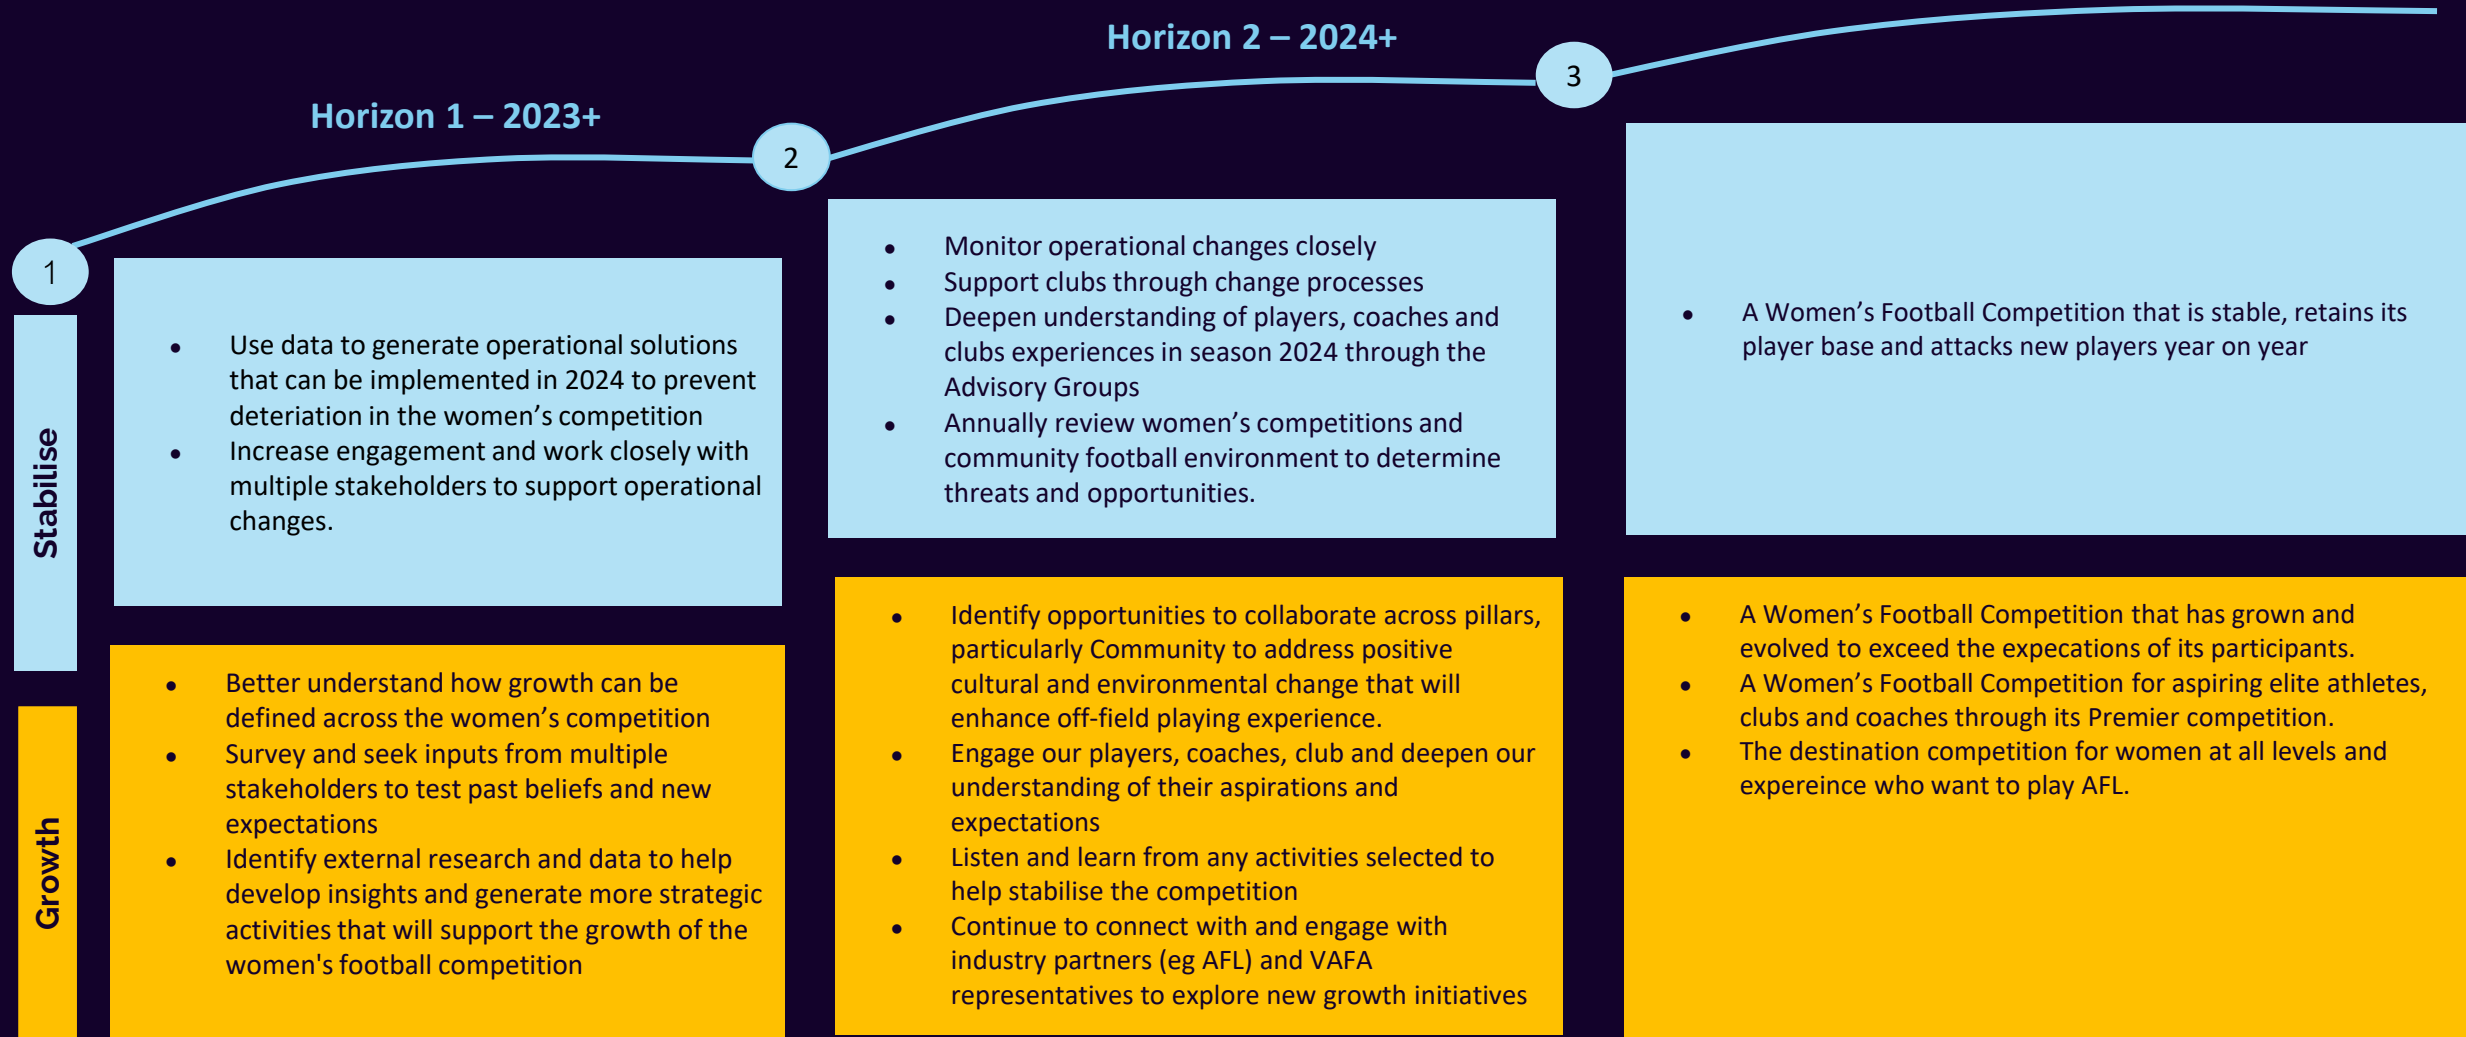 Horizon 2 – 2024+
3
Horizon 1 – 2023+
2
1
Stabilise
● Use data to generate operational solutions
that can be implemented in 2024 to prevent
deteriation in the women’s competition
● Increase engagement and work closely with
multiple stakeholders to support operational
changes.
● Monitor operational changes closely
● Support clubs through change processes
● Deepen understanding of players, coaches and
clubs experiences in season 2024 through the
Advisory Groups
● Annually review women’s competitions and
community football environment to determine
threats and opportunities.
● A Women’s Football Competition that is stable, retains its
player base and attacks new players year on year
Growth
● Better understand how growth can be
defined across the women’s competition
● Survey and seek inputs from multiple
stakeholders to test past beliefs and new
expectations
● Identify external research and data to help
develop insights and generate more strategic
activities that will support the growth of the
women's football competition
● Identify opportunities to collaborate across pillars,
particularly Community to address positive
cultural and environmental change that will
enhance off-field playing experience.
● Engage our players, coaches, club and deepen our
understanding of their aspirations and
expectations
● Listen and learn from any activities selected to
help stabilise the competition
● Continue to connect with and engage with
industry partners (eg AFL) and VAFA
representatives to explore new growth initiatives
● A Women’s Football Competition that has grown and
evolved to exceed the expecations of its participants.
● A Women’s Football Competition for aspiring elite athletes,
clubs and coaches through its Premier competition.
● The destination competition for women at all levels and
expereince who want to play AFL.